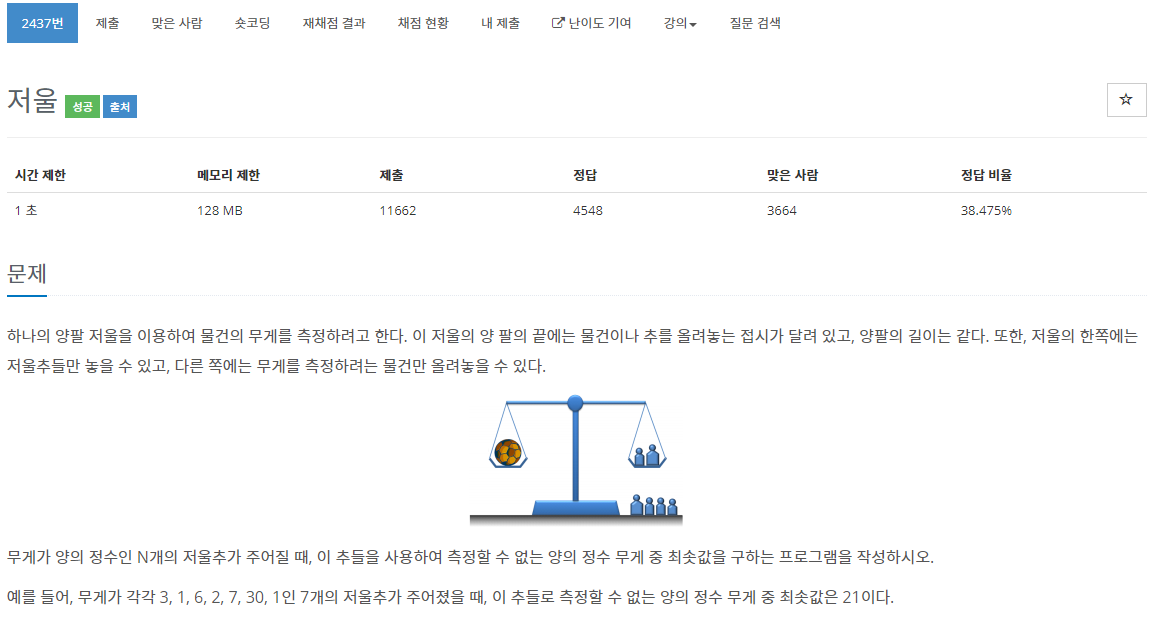 2437번 제출 맞은 사람 숏코딩 재채점 결과 채점 현황 내 제출 난이도 기여 강의 질문 검색
저울 성공 출처
시간 제한 메모리 제한 제출 정답 맞은 사람 정답 비율
1 초 128 MB 11662 4548 3664 38.475%
문제
하나의 양팔 저울을 이용하여 물건의 무게를 측정하려고 한다. 이 저울의 양 팔의 끝에는 물건이나 추를 올려놓는 접시가 달려 있고, 양팔의 길이는 같다. 또한, 저울의 한쪽에는
저울추들만 놓을 수 있고, 다른 쪽에는 무게를 측정하려는 물건만 올려놓을 수 있다.
무게가 양의 정수인 N개의 저울추가 주어질 때, 이 추들을 사용하여 측정할 수 없는 양의 정수 무게 중 최솟값을 구하는 프로그램을 작성하시오.
예를 들어, 무게가 각각 3, 1, 6, 2, 7, 30, 1인 7개의 저울추가 주어졌을 때, 이 추들로 측정할 수 없는 양의 정수 무게 중 최솟값은 21이다.